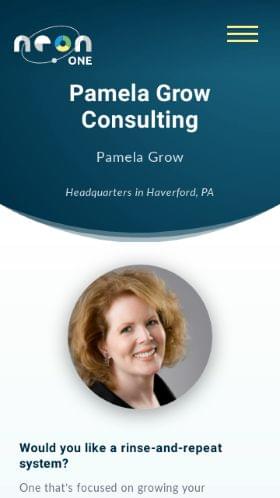 neon
ONE
Pamela Grow
Consulting
Pamela Grow
Headquarters in Haverford, PA
Would you like a rinse-and-repeat
system?
One that's focused on growing your